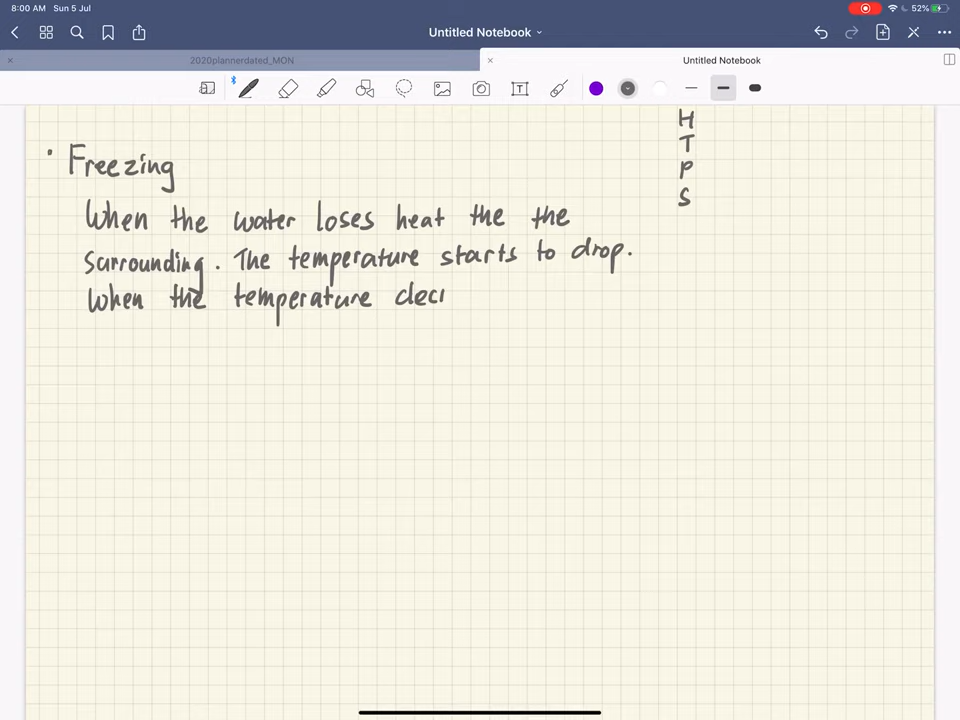 8:00 AM Sun 5 Jul
52%
Untitled Notebook
2020plannerdated_MON
Untitled Notebook
H
T
P
S
• Freezing
When the water loses heat the the
surrounding. The temperature starts to drop.
When the temperature decr